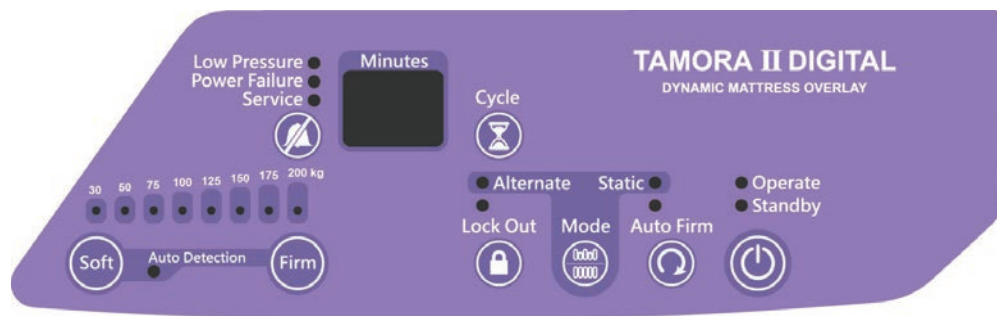 Low Pressure
Power Failure
Service
Minutes
Cycle
TAMORA II DIGITAL
DYNAMIC MATTRESS OVERLAY
30 50 75 100 125 150 175 200 kg
Alternate Static
Operate
Standby
Lock Out Mode Auto Firm
Soft Auto Detection Firm